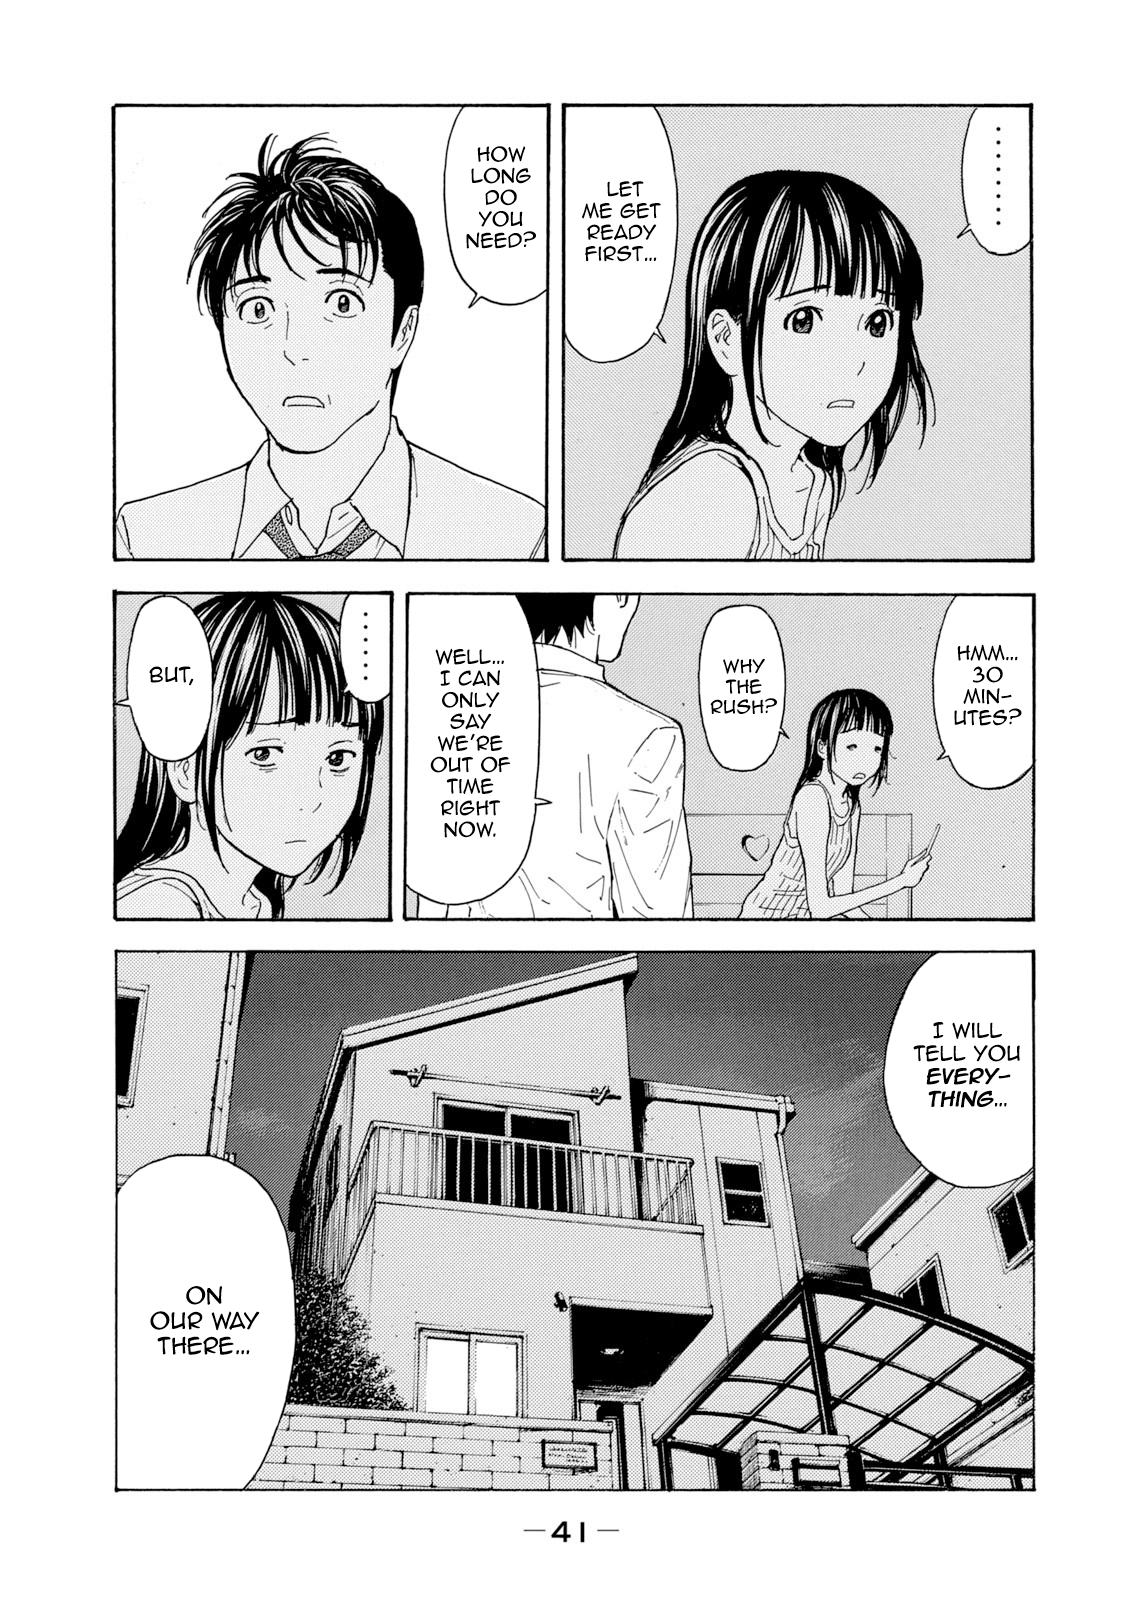 LET
ME GET
READY
FIRST...
HOW
LONG
DO
YOU
NEED?
HMM...
30
MIN-
UTES?
WHY
THE
RUSH?
WELL...
I CAN
ONLY
SAY
WE'RE
OUT OF
TIME
RIGHT
NOW.
BUT,
I WILL
TELL YOU
EVERY-
THING...
ON
OUR WAY
THERE...
—41—